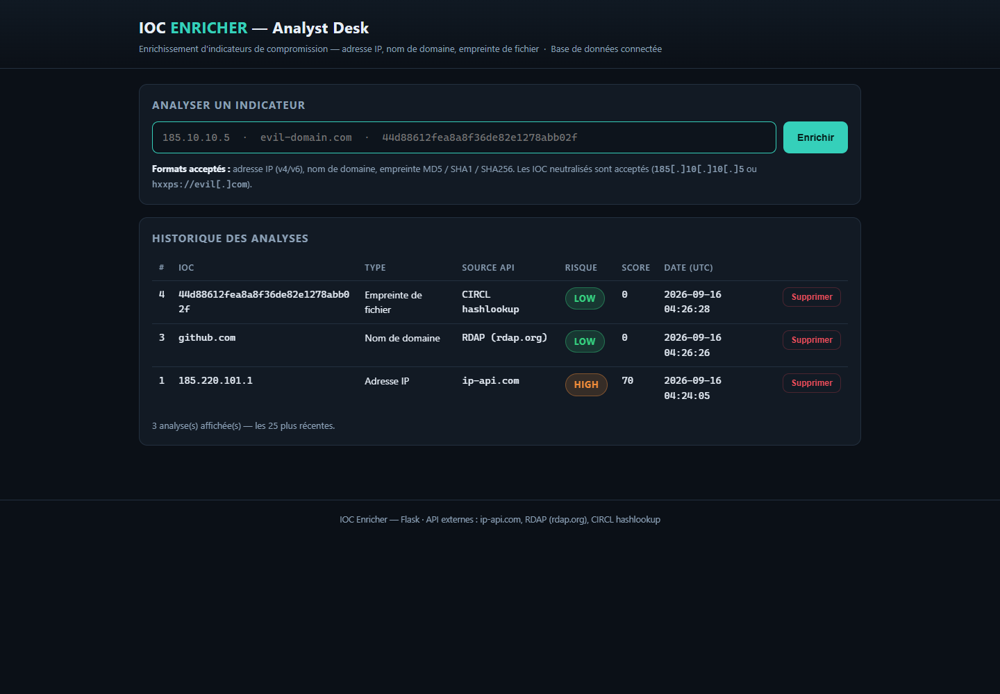 IOC ENRICHER — Analyst Desk
Enrichissement d'indicateurs de compromission — adresse IP, nom de domaine, empreinte de fichier · Base de données connectée
ANALYSER UN INDICATEUR
185.10.10.5 · evil-domain.com · 44d88612fea8a8f36de82e1278abb02f
Enrichir
Formats acceptés : adresse IP (v4/v6), nom de domaine, empreinte MD5 / SHA1 / SHA256. Les IOC neutralisés sont acceptés (185[.]10[.]10[.]5 ou
hxxps://evil[.]com).
HISTORIQUE DES ANALYSES
# IOC TYPE SOURCE API RISQUE SCORE DATE (UTC)
4 44d88612fea8a8f36de82e1278abb0 Empreinte de CIRCL LOW 0 2026-09-16 Supprimer
2f fichier hashlookup 04:26:28
3 github.com Nom de domaine RDAP (rdap.org) LOW 0 2026-09-16 Supprimer
04:26:26
1 185.220.101.1 Adresse IP ip-api.com HIGH 70 2026-09-16 Supprimer
04:24:05
3 analyse(s) affichée(s) — les 25 plus récentes.
IOC Enricher — Flask · API externes : ip-api.com, RDAP (rdap.org), CIRCL hashlookup